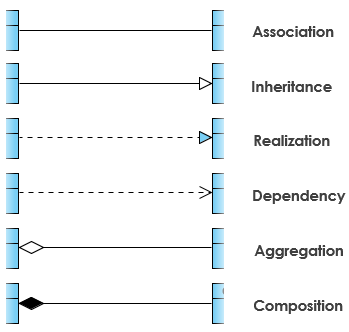 Association
Inheritance
Realization
Dependency
Aggregation
Composition